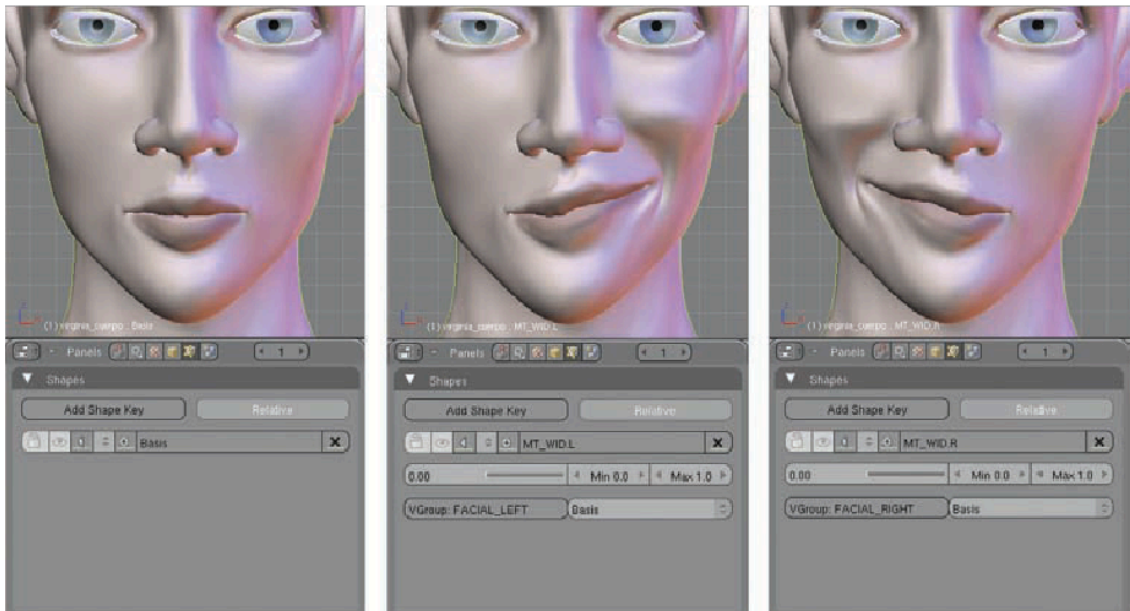 (1) virginia_cuerpo : Basis
Panels
1
Shapes
Add Shape Key
Relative
Basis
(1) virginia_cuerpo : MT_WID.L
Panels
1
Shapes
Add Shape Key
Relative
MT_WID.L
0.00
Min 0.0
Max 1.0
VGroup: FACIAL_LEFT
Basis
(1) virginia_cuerpo : MT_WID.R
Panels
1
Shapes
Add Shape Key
Relative
MT_WID.R
0.00
Min 0.0
Max 1.0
VGroup: FACIAL_RIGHT
Basis